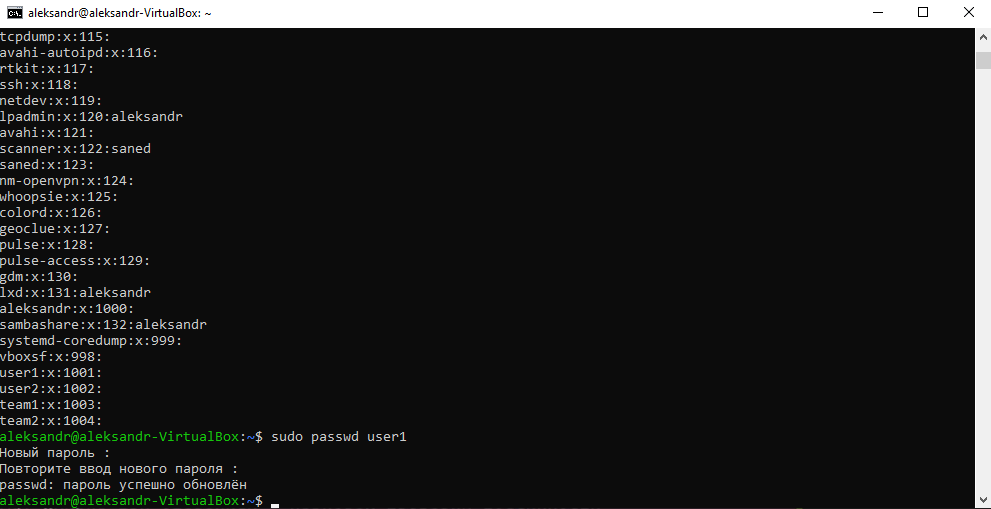 aleksandr@aleksandr-VirtualBox: ~
tcpdump:x:115:
avahi-autoipd:x:116:
rtkit:x:117:
ssh:x:118:
netdev:x:119:
lpadmin:x:120:aleksandr
avahi:x:121:
scanner:x:122:saned
saned:x:123:
nm-openvpn:x:124:
whoopsie:x:125:
colord:x:126:
geoclue:x:127:
pulse:x:128:
pulse-access:x:129:
gdm:x:130:
lxd:x:131:aleksandr
aleksandr:x:1000:
sambashare:x:132:aleksandr
systemd-coredump:x:999:
vboxsf:x:998:
user1:x:1001:
user2:x:1002:
team1:x:1003:
team2:x:1004:
aleksandr@aleksandr-VirtualBox:~$ sudo passwd user1
Новый пароль :
Повторите ввод нового пароля :
passwd: пароль успешно обновлён
aleksandr@aleksandr-VirtualBox:~$